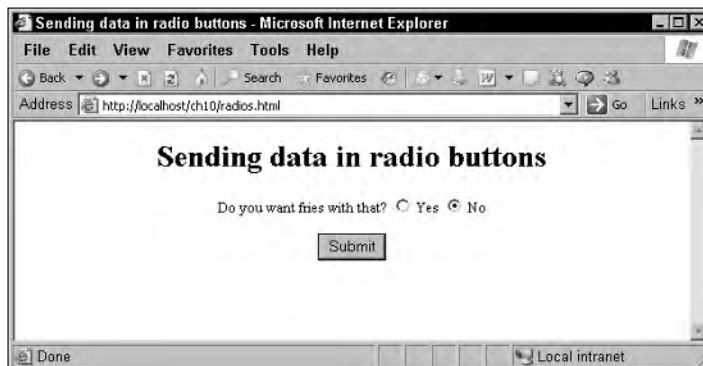 Sending data in radio buttons - Microsoft Internet Explorer
File Edit View Favorites Tools Help
Back Search Favorites
Address http://localhost/ch10/radios.html Go Links »
Sending data in radio buttons
Do you want fries with that? Yes No
Submit
Done Local intranet